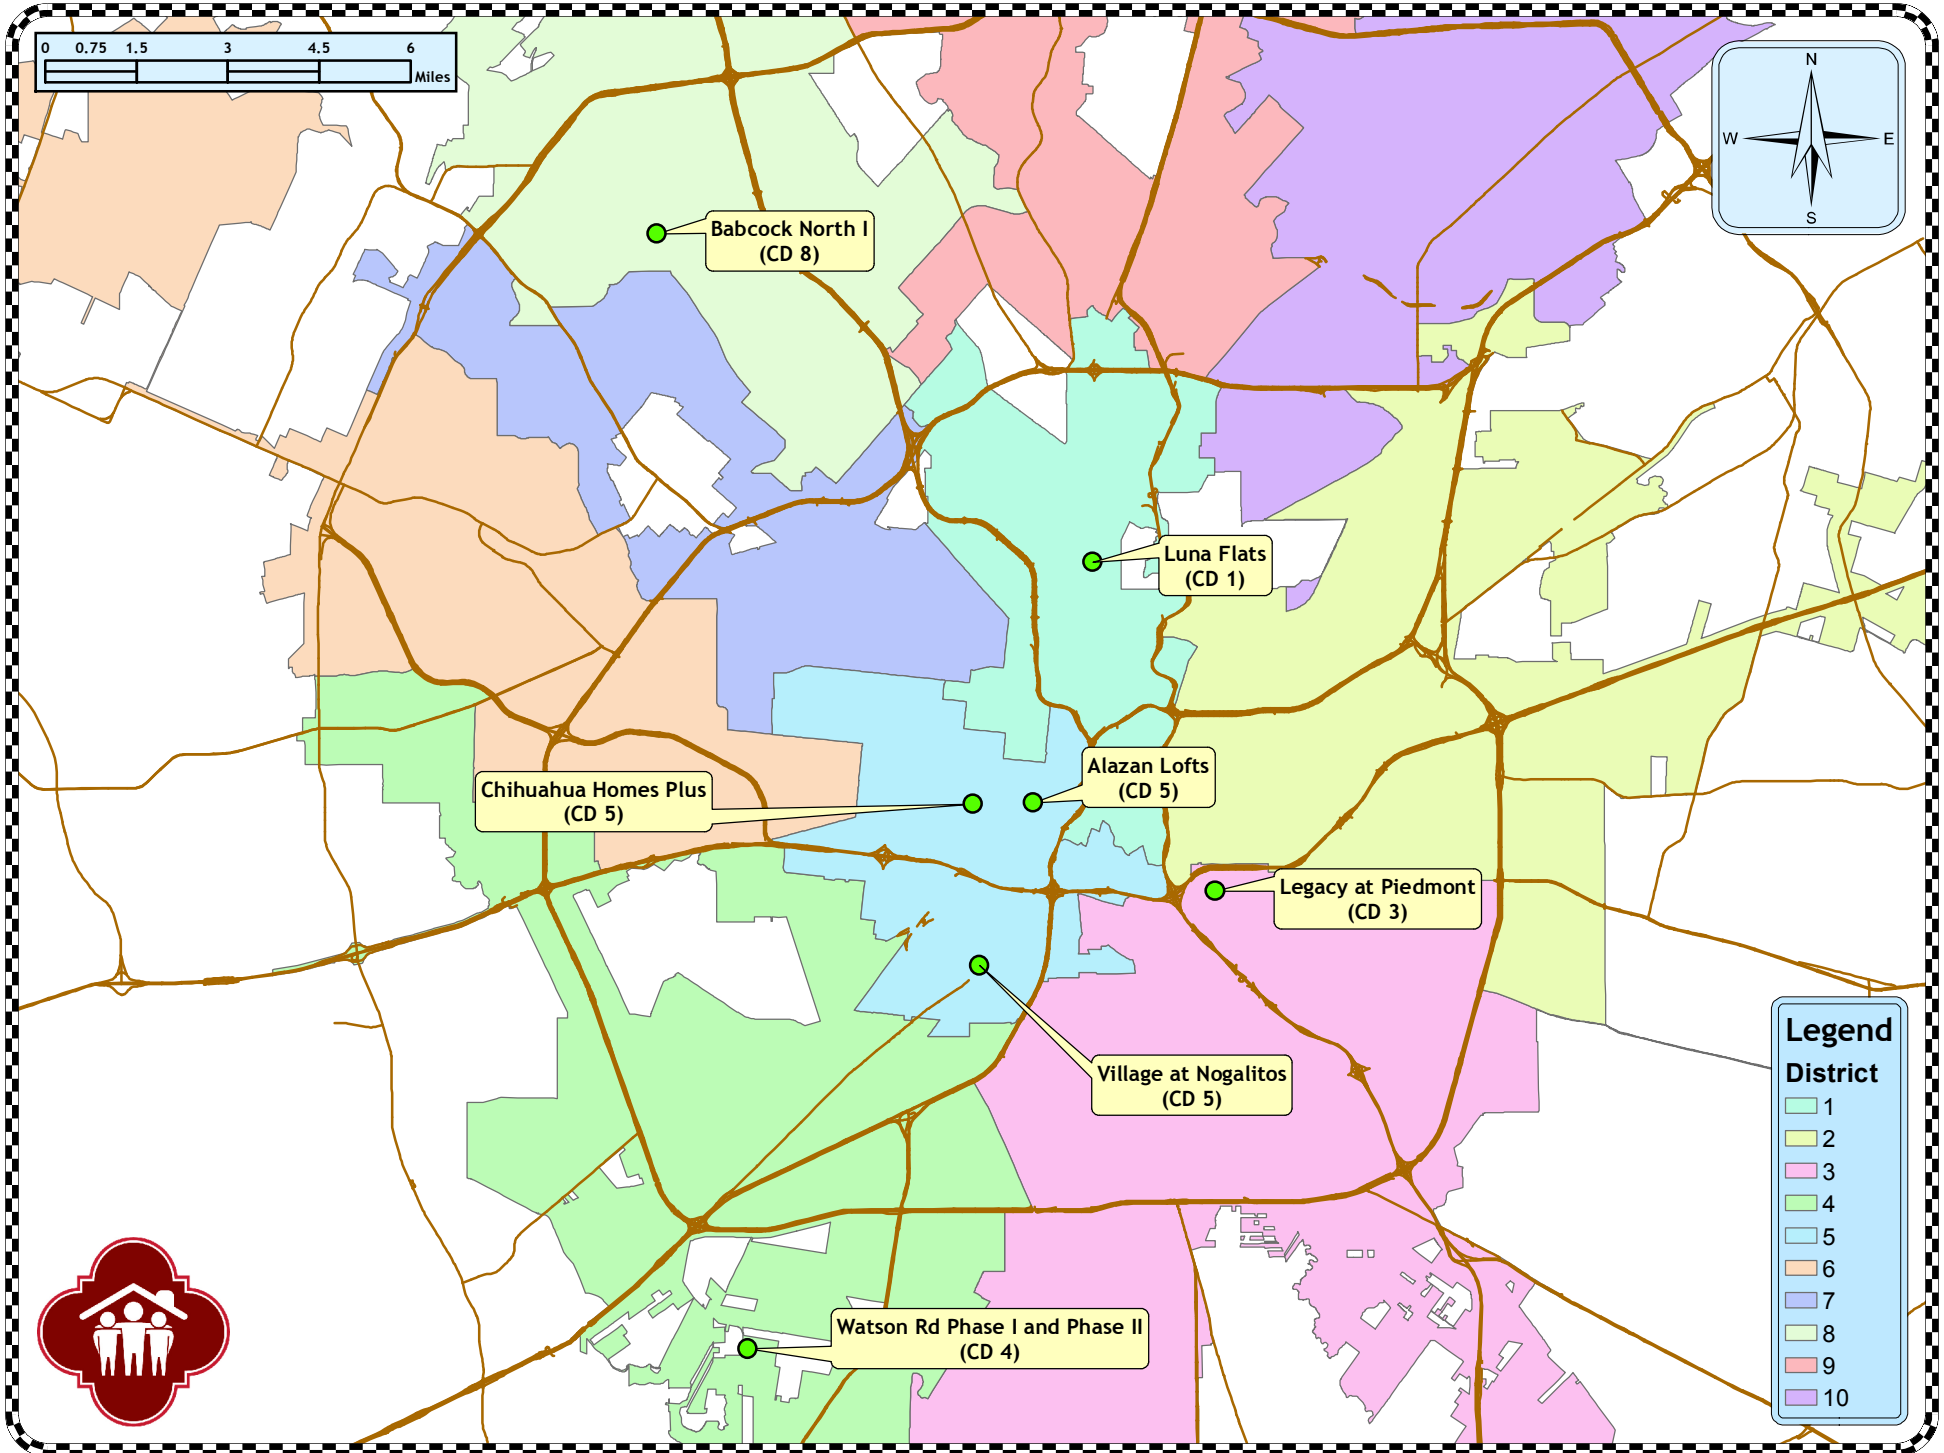 0 0.75 1.5 3 4.5 6
Miles
N
W E
S
Babcock North I
(CD 8)
Luna Flats
(CD 1)
Alazan Lofts
(CD 5)
Chihuahua Homes Plus
(CD 5)
Legacy at Piedmont
(CD 3)
Village at Nogalitos
(CD 5)
Watson Rd Phase I and Phase II
(CD 4)
Legend
District
1
2
3
4
5
6
7
8
9
10